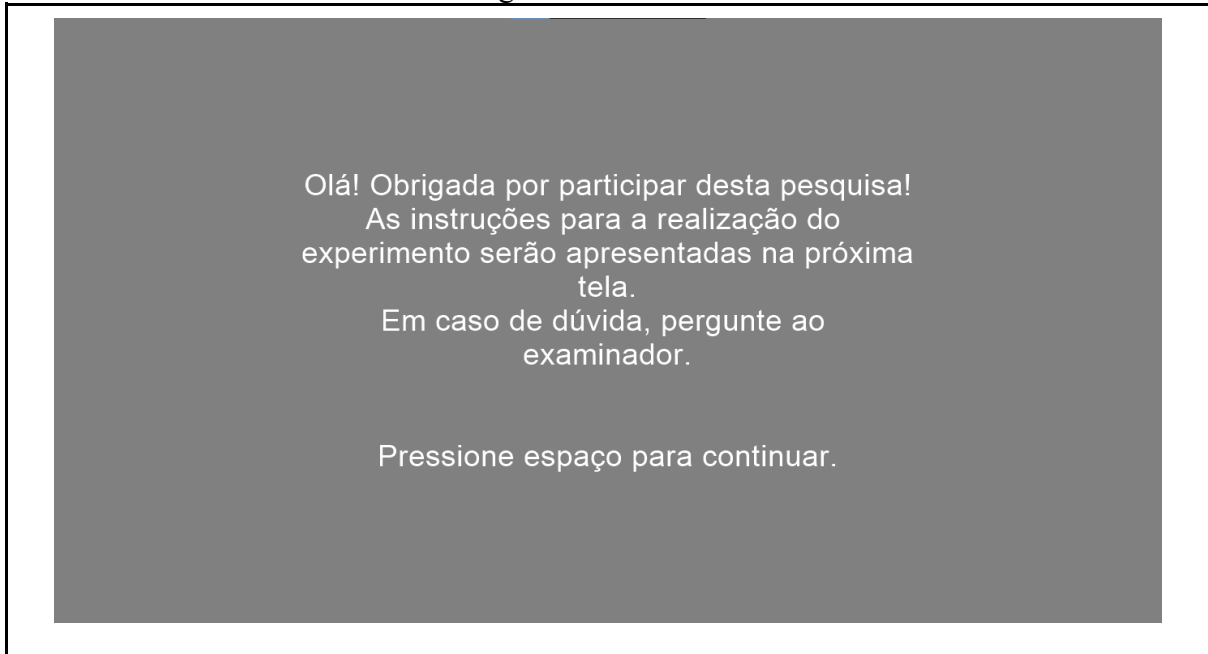 Olá! Obrigada por participar desta pesquisa!
As instruções para a realização do
experimento serão apresentadas na próxima
tela.
Em caso de dúvida, pergunte ao
examinador.
Pressione espaço para continuar.